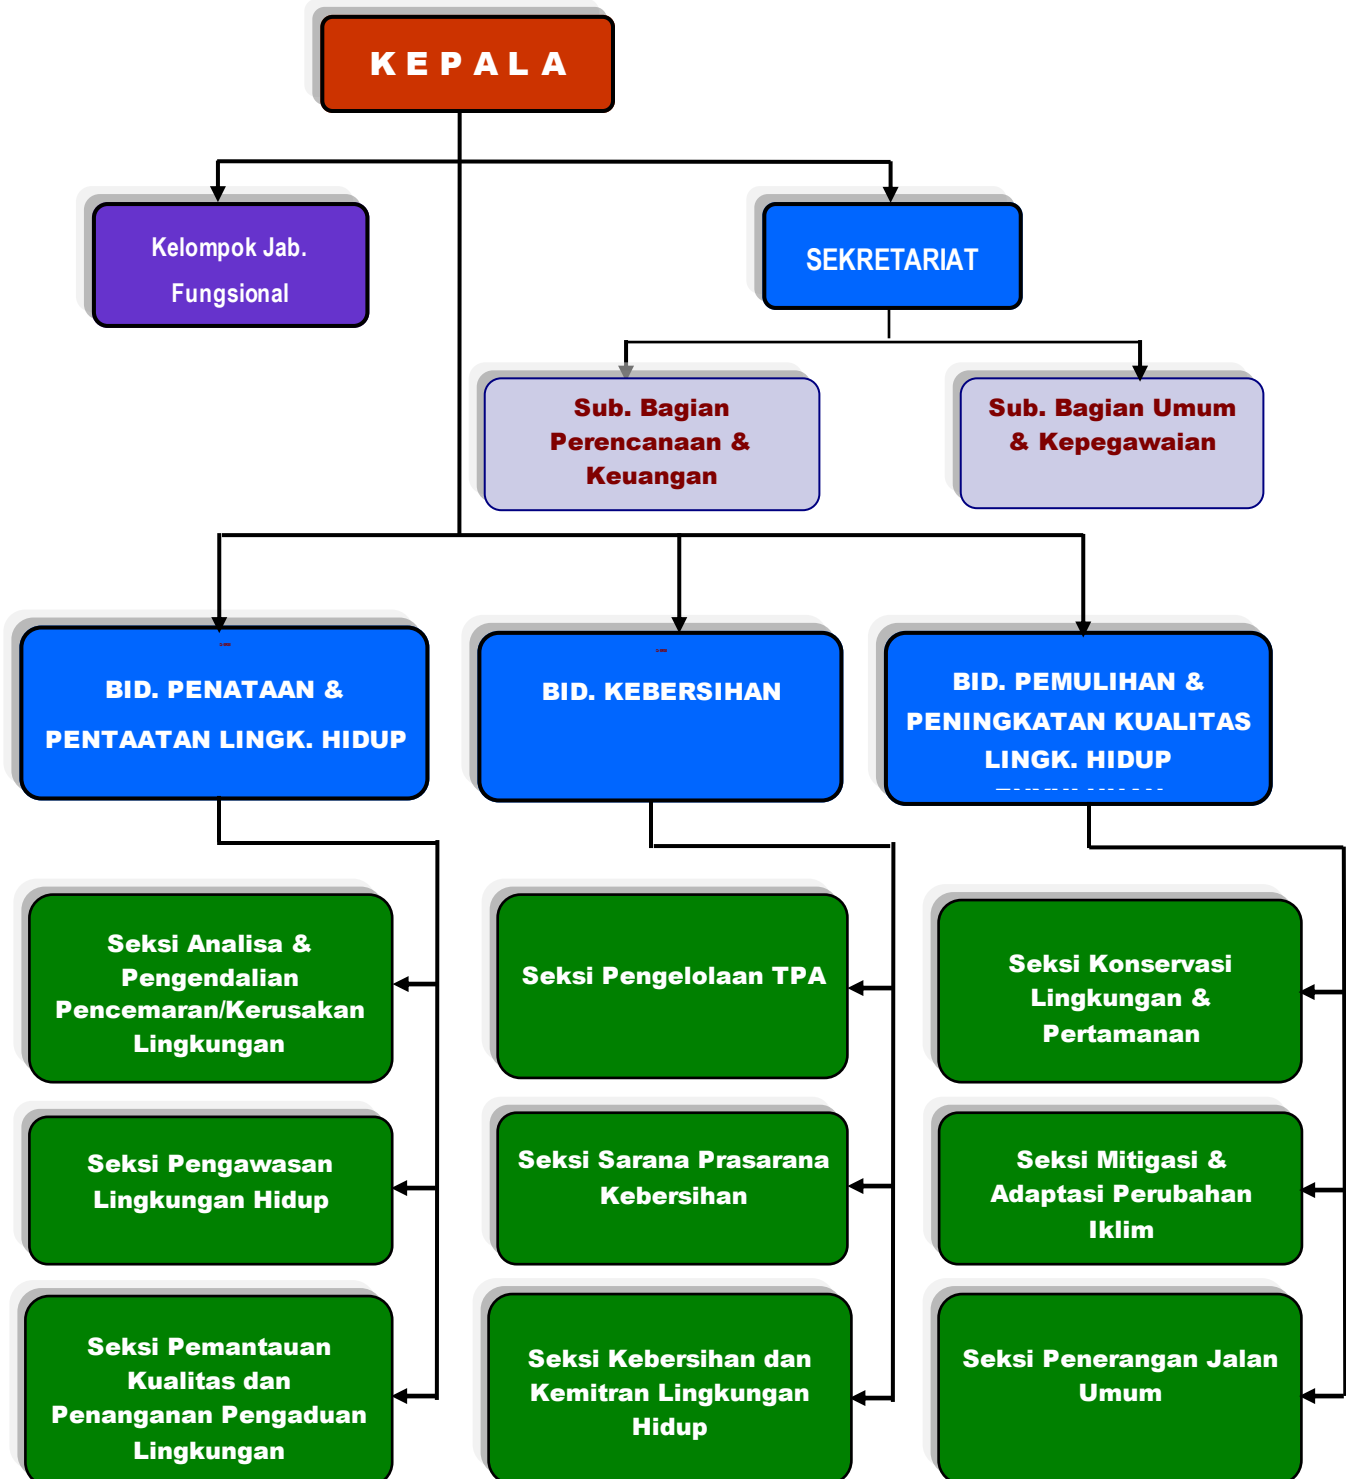 K E P A L A
Kelompok Jab.
Fungsional
SEKRETARIAT
Sub. Bagian
Perencanaan &
Keuangan
Sub. Bagian Umum
& Kepegawaian
BID. PENATAAN &
PENTAATAN LINGK. HIDUP
BID. KEBERSIHAN
BID. PEMULIHAN &
PENINGKATAN KUALITAS
LINGK. HIDUP
Seksi Analisa &
Pengendalian
Pencemaran/Kerusakan
Lingkungan
Seksi Pengelolaan TPA
Seksi Konservasi
Lingkungan &
Pertamanan
Seksi Pengawasan
Lingkungan Hidup
Seksi Sarana Prasarana
Kebersihan
Seksi Mitigasi &
Adaptasi Perubahan
Iklim
Seksi Pemantauan
Kualitas dan
Penanganan Pengaduan
Lingkungan
Seksi Kebersihan dan
Kemitran Lingkungan
Hidup
Seksi Penerangan Jalan
Umum